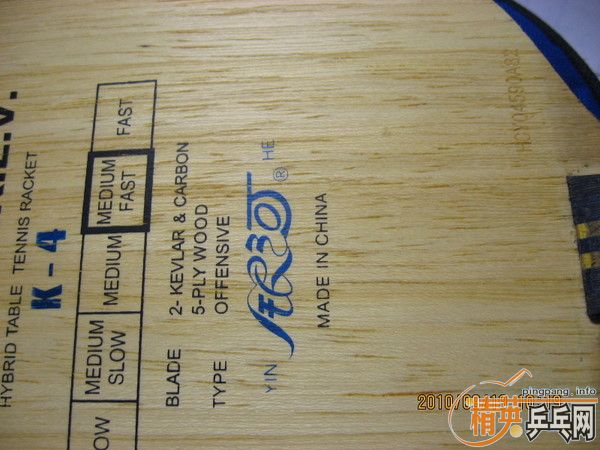 HYBRID TABLE TENNIS RACKET
K-4
OW
MEDIUM SLOW
MEDIUM
MEDIUM FAST
FAST
BLADE 2- KEVLAR & CARBON
5-PLY WOOD
TYPE OFFENSIVE
YIN HE ®
MADE IN CHINA
pingpang.info
精英乒乓网